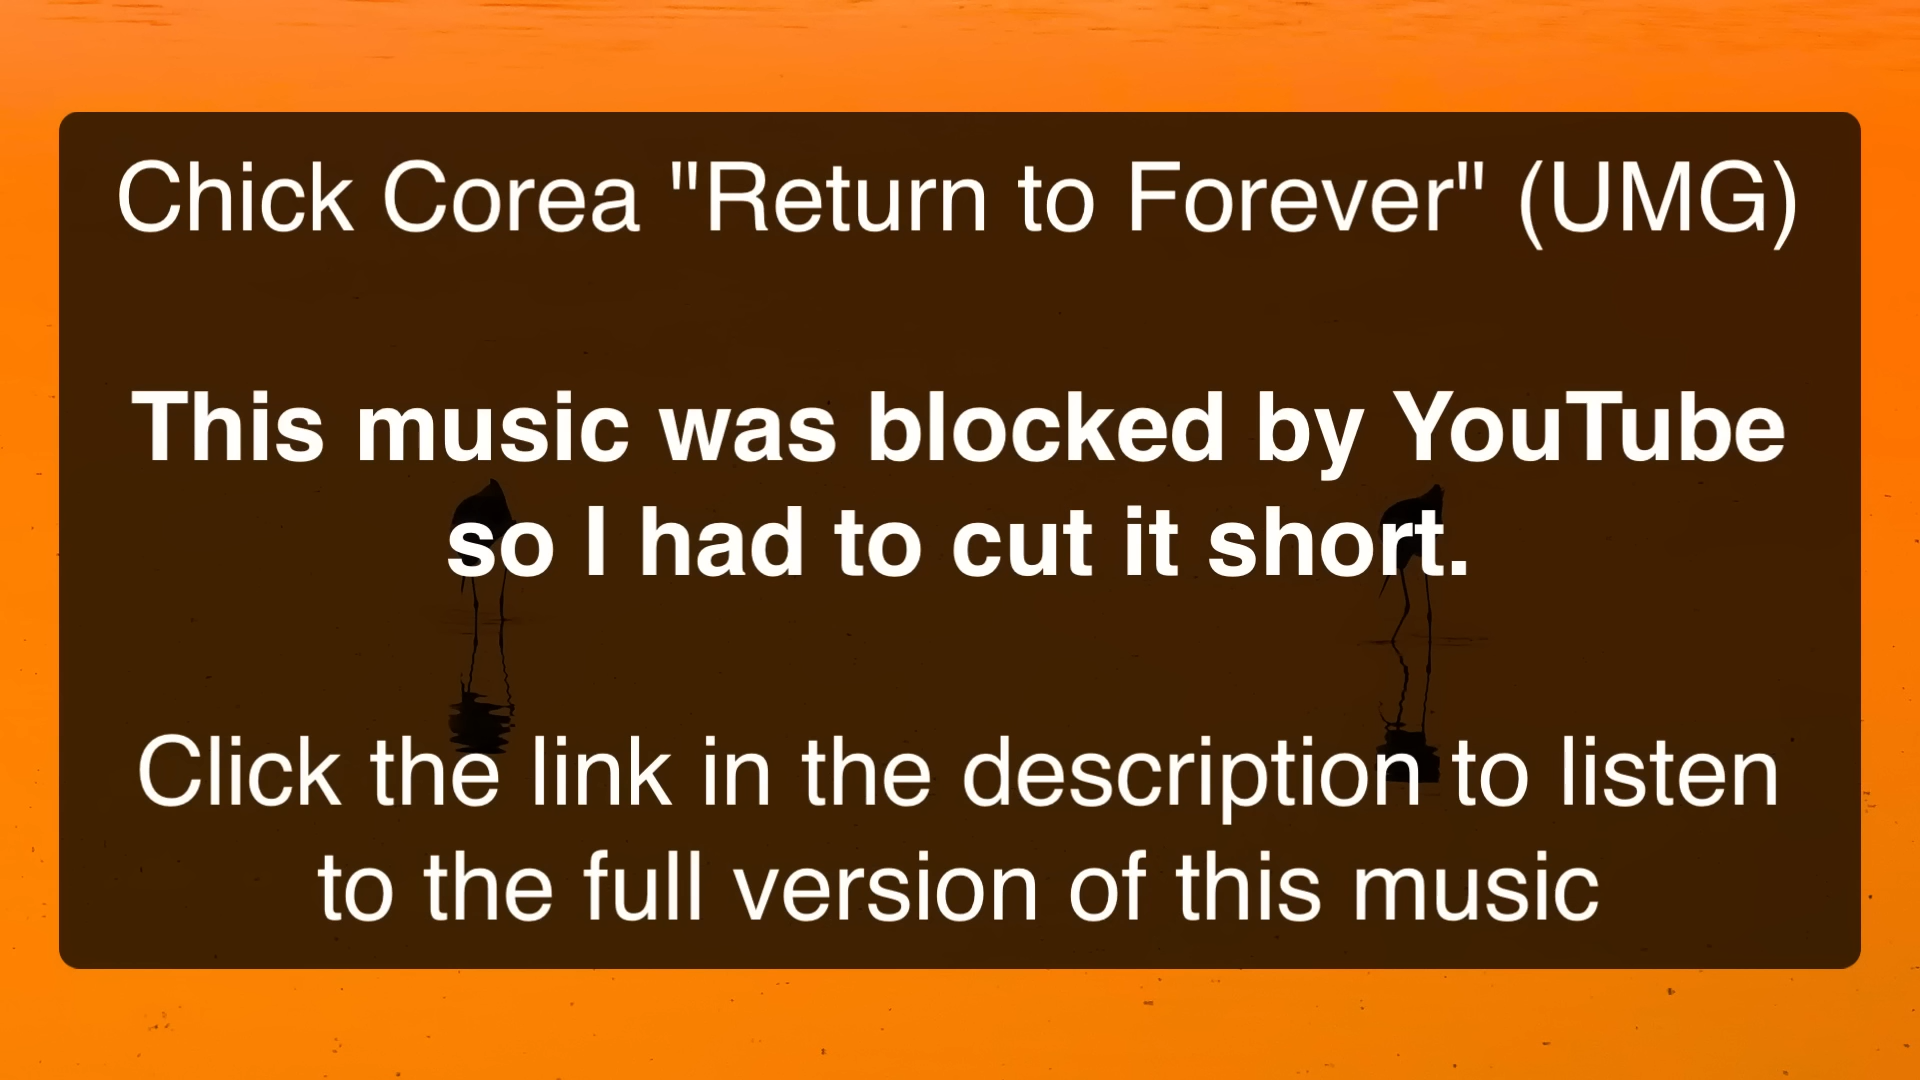 Chick Corea "Return to Forever" (UMG)
This music was blocked by YouTube
so I had to cut it short.
Click the link in the description to listen
to the full version of this music